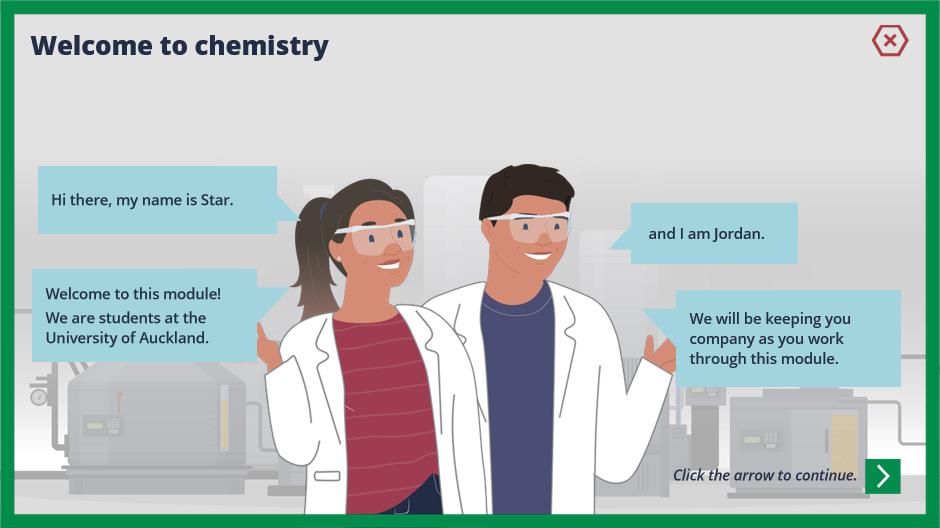 Welcome to chemistry
Hi there, my name is Star.
and I am Jordan.
Welcome to this module!
We are students at the
University of Auckland.
We will be keeping you
company as you work
through this module.
Click the arrow to continue.